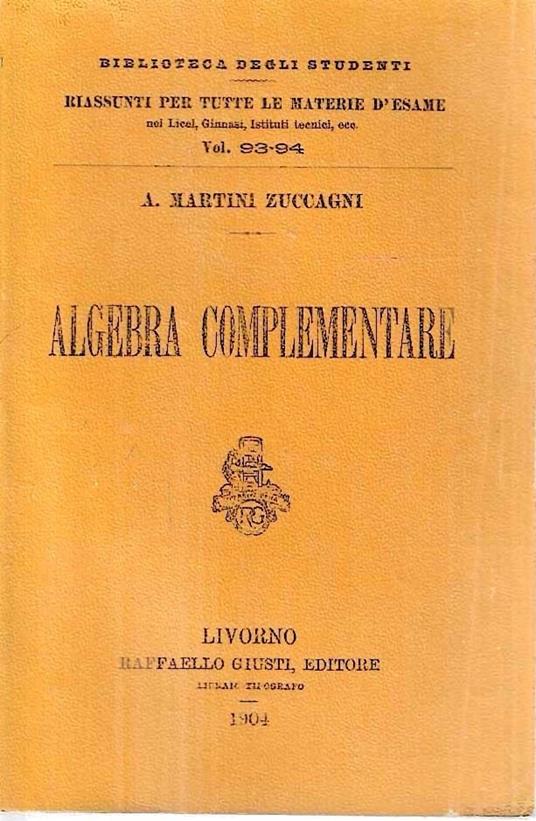 BIBLIOTECA DEGLI STUDENTI
RIASSUNTI PER TUTTE LE MATERIE D'ESAME
nei Licei, Ginnasi, Istituti tecnici, ecc.
Vol. 93-94
A. MARTINI ZUCCAGNI
ALGEBRA COMPLEMENTARE
RG
LIVORNO
RAFFAELLO GIUSTI, EDITORE
1904